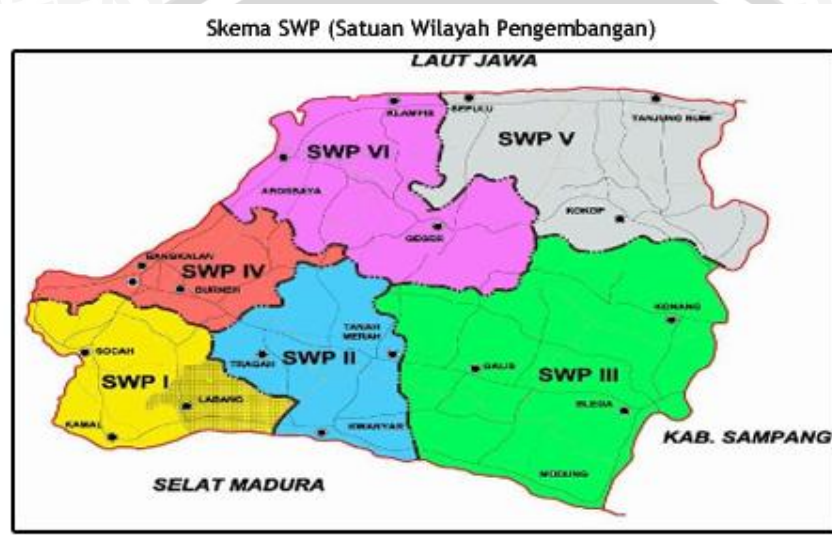 Skema SWP (Satuan Wilayah Pengembangan)
LAUT JAWA
KLAMPIS
SEPULU
TANJUNG BUMI
SWP VI
SWP V
AROSBAYA
KOKOP
GEGER
BANGKALAN
SWP IV
BURNEH
KONANG
SOCAH
TANAH
MERAH
TRAGAH
SWP II
GALIS
SWP III
SWP I
LABANG
BLEGA
KAMAL
KWANYAR
KAB. SAMPANG
MODUNG
SELAT MADURA